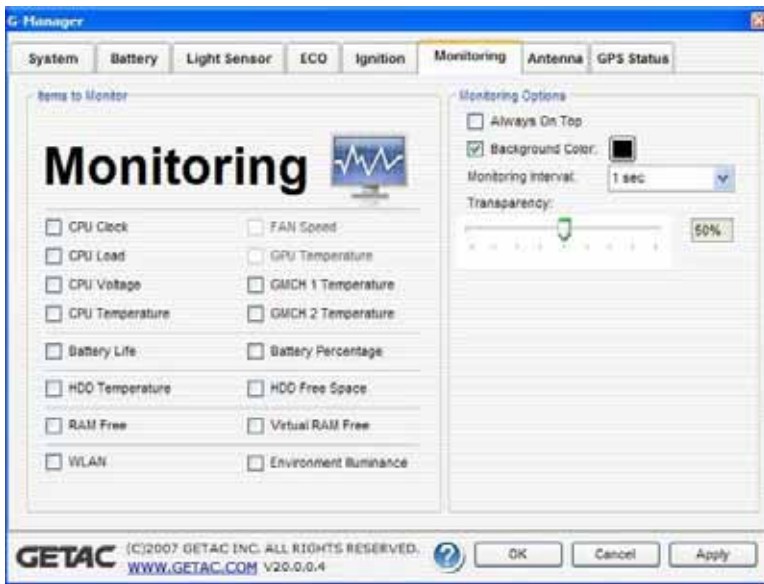 G-Manager
System Battery Light Sensor ECO Ignition Monitoring Antenna GPS Status
Items to Monitor
Monitoring
CPU Clock FAN Speed
CPU Load GPU Temperature
CPU Voltage GMCH 1 Temperature
CPU Temperature GMCH 2 Temperature
Battery Life Battery Percentage
HDD Temperature HDD Free Space
RAM Free Virtual RAM Free
WLAN Environment Illuminance
Monitoring Options
Always On Top
Background Color:
Monitoring Interval: 1 sec
Transparency:
50%
GETAC (C)2007 GETAC INC. ALL RIGHTS RESERVED.
WWW.GETAC.COM V20.0.0.4
OK Cancel Apply